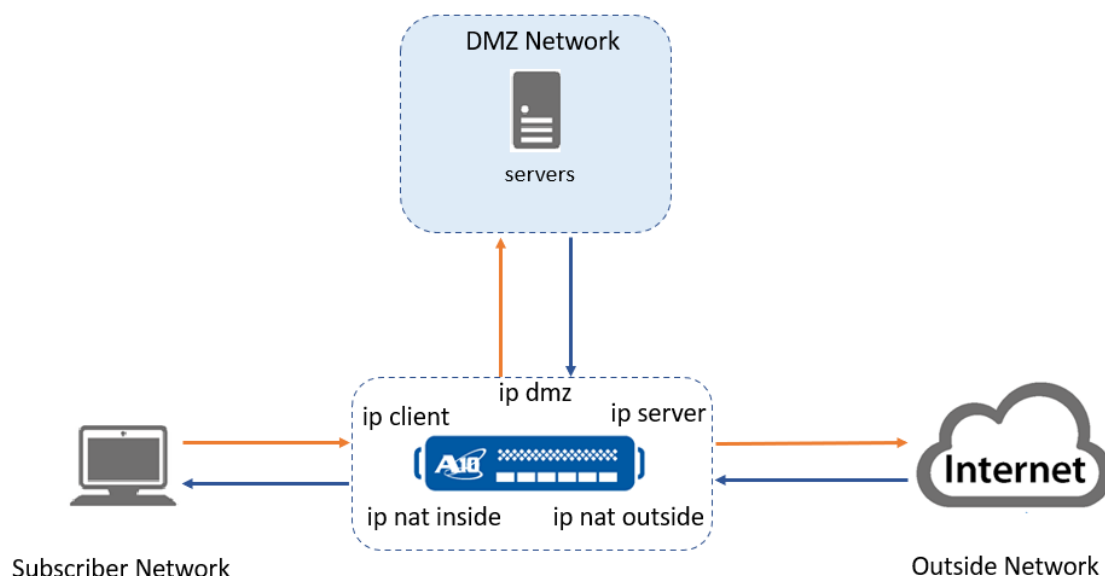 DMZ Network
servers
ip dmz
ip client
ip server
A10
ip nat inside
ip nat outside
Internet
Subscriber Network
Outside Network